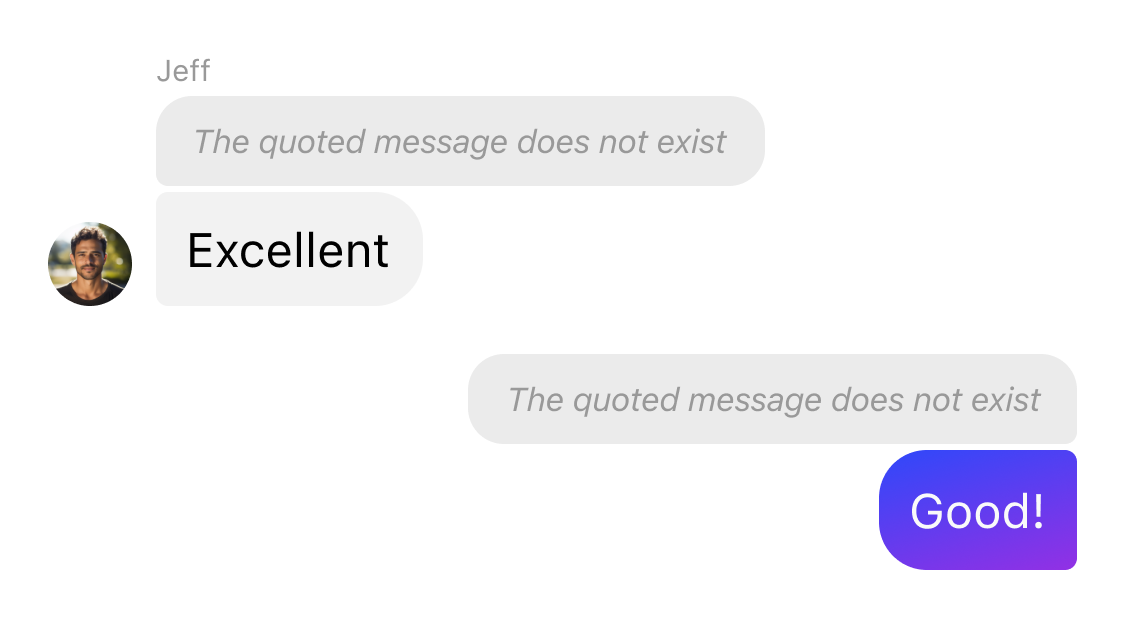 Jeff
The quoted message does not exist
Excellent
The quoted message does not exist
Good!